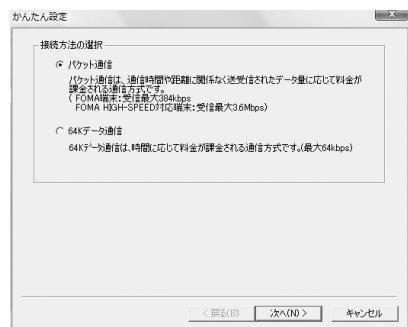 かんたん設定
接続方法の選択
パケット通信
パケット通信は、通信時間や距離に関係なく送受信されたデータ量に応じて料金が
課金される通信方式です。
( FOMA端末：受信最大384kbps
FOMA HIGH-SPEED対応端末：受信最大3.6Mbps)
64Kデータ通信
64Kデータ通信は、時間に応じて料金が課金される通信方式です。(最大64kbps)
< 戻る(B) 次へ(N) > キャンセル